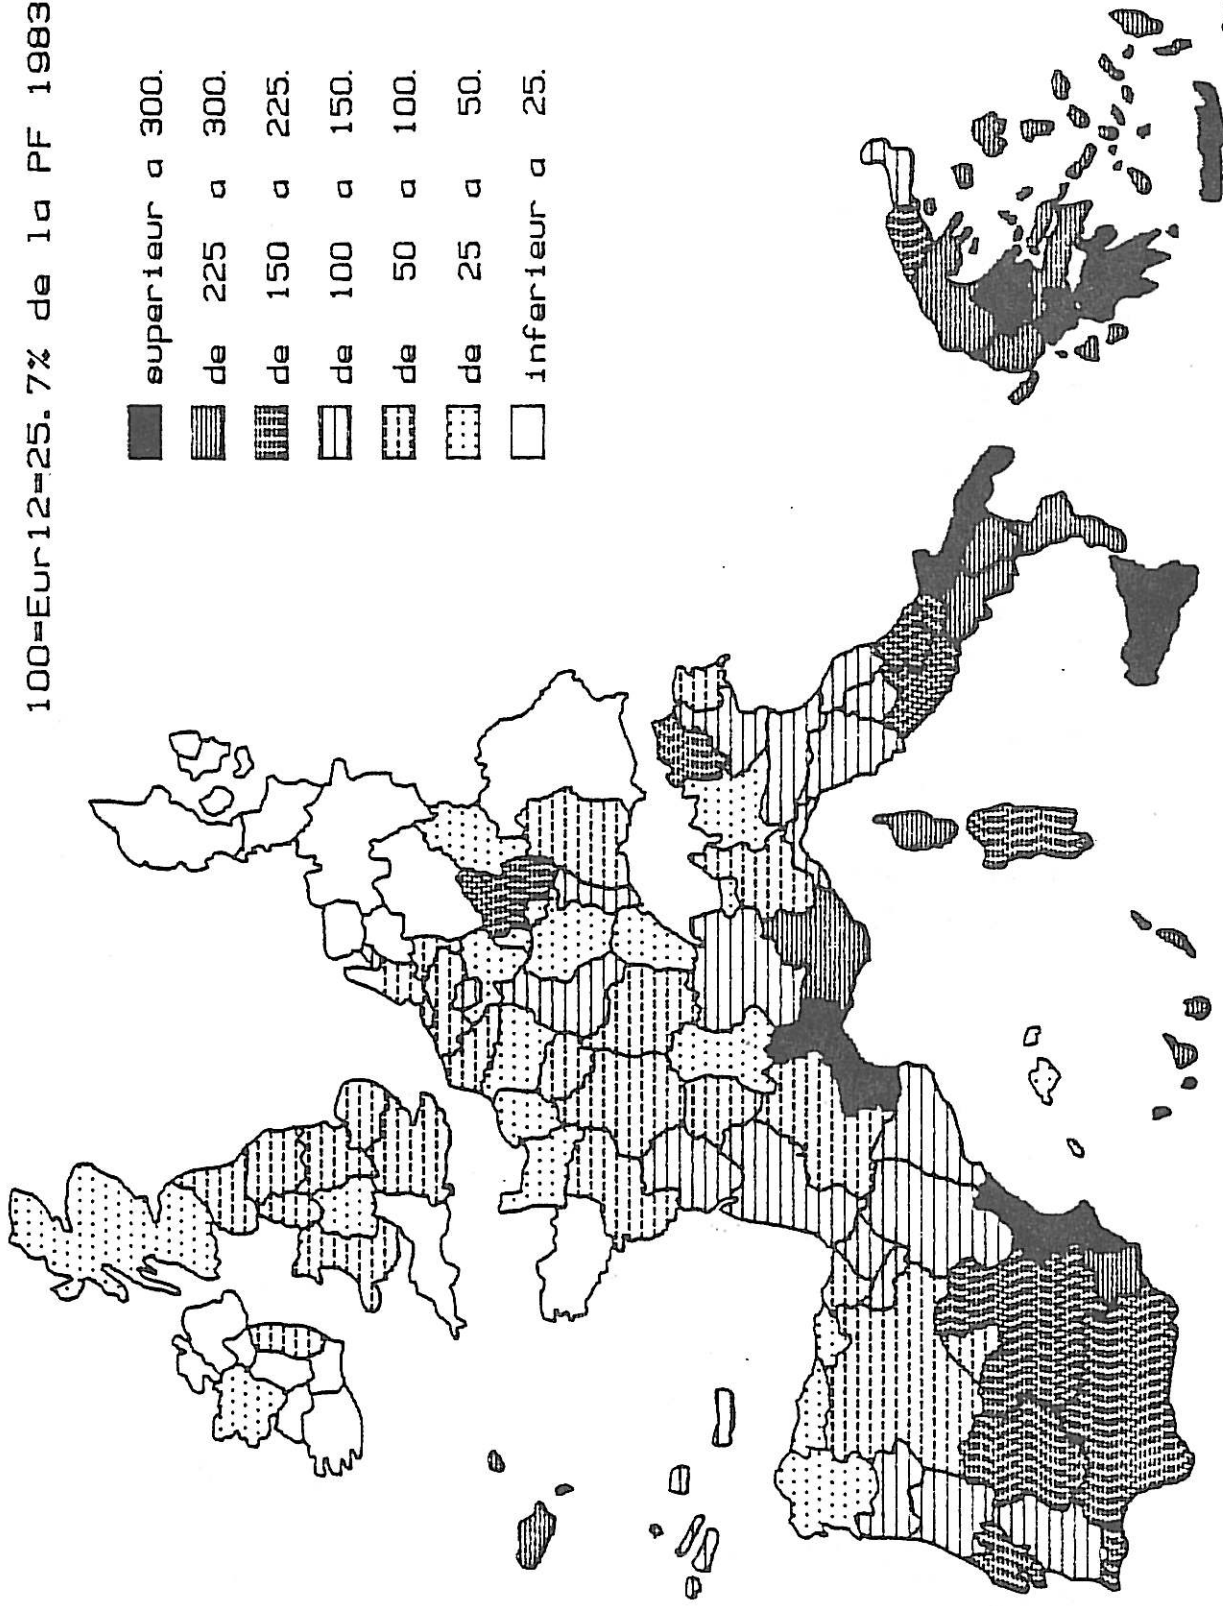 100=Eur12=25.7% de la PF 1983
superieur a 300.
de 225 a 300.
de 150 a 225.
de 100 a 150.
de 50 a 100.
de 25 a 50.
inferieur a 25.